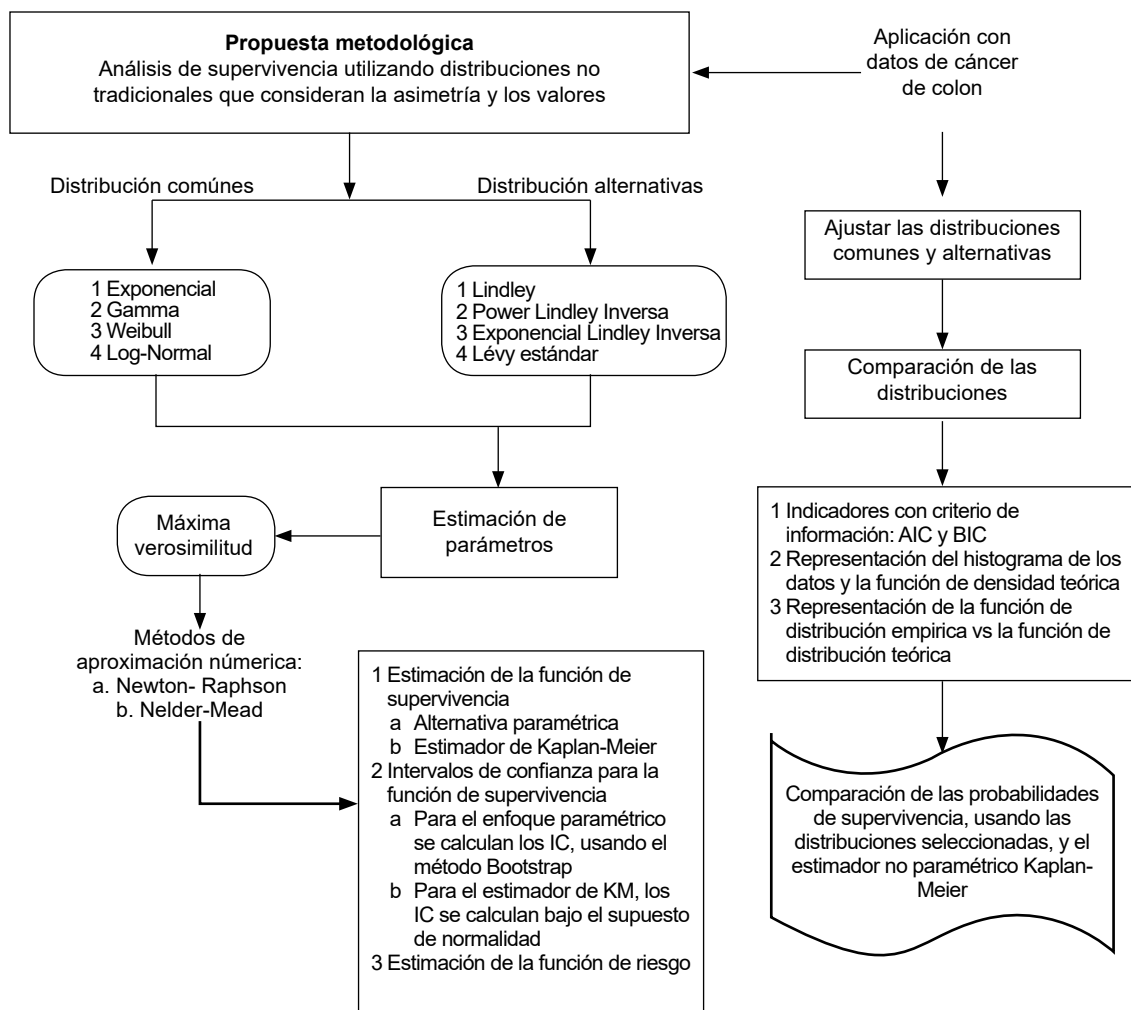 Propuesta metodológica
Análisis de supervivencia utilizando distribuciones no
tradicionales que consideran la asimetría y los valores
Aplicación con
datos de cáncer
de colon
Distribución comúnes
Distribución alternativas
1 Exponencial
2 Gamma
3 Weibull
4 Log-Normal
1 Lindley
2 Power Lindley Inversa
3 Exponencial Lindley Inversa
4 Lévy estándar
Estimación de
parámetros
Máxima
verosimilitud
Métodos de
aproximación númerica:
a. Newton- Raphson
b. Nelder-Mead
1 Estimación de la función de
supervivencia
a Alternativa paramétrica
b Estimador de Kaplan-Meier
2 Intervalos de confianza para la
función de supervivencia
a Para el enfoque paramétrico
se calculan los IC, usando el
método Bootstrap
b Para el estimador de KM, los
IC se calculan bajo el supuesto
de normalidad
3 Estimación de la función de riesgo
Ajustar las distribuciones
comunes y alternativas
Comparación de las
distribuciones
1 Indicadores con criterio de
información: AIC y BIC
2 Representación del histograma de los
datos y la función de densidad teórica
3 Representación de la función de
distribución empirica vs la función de
distribución teórica
Comparación de las probabilidades
de supervivencia, usando las
distribuciones seleccionadas, y el
estimador no paramétrico Kaplan-
Meier